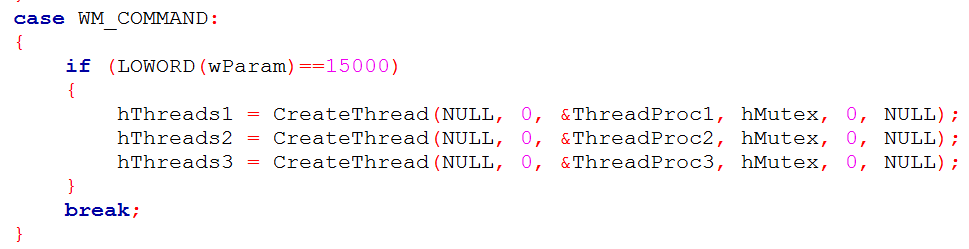 case WM_COMMAND:
{
    if (LOWORD(wParam)==15000)
    {
        hThreads1 = CreateThread(NULL, 0, &ThreadProc1, hMutex, 0, NULL);
        hThreads2 = CreateThread(NULL, 0, &ThreadProc2, hMutex, 0, NULL);
        hThreads3 = CreateThread(NULL, 0, &ThreadProc3, hMutex, 0, NULL);
    }
    break;
}